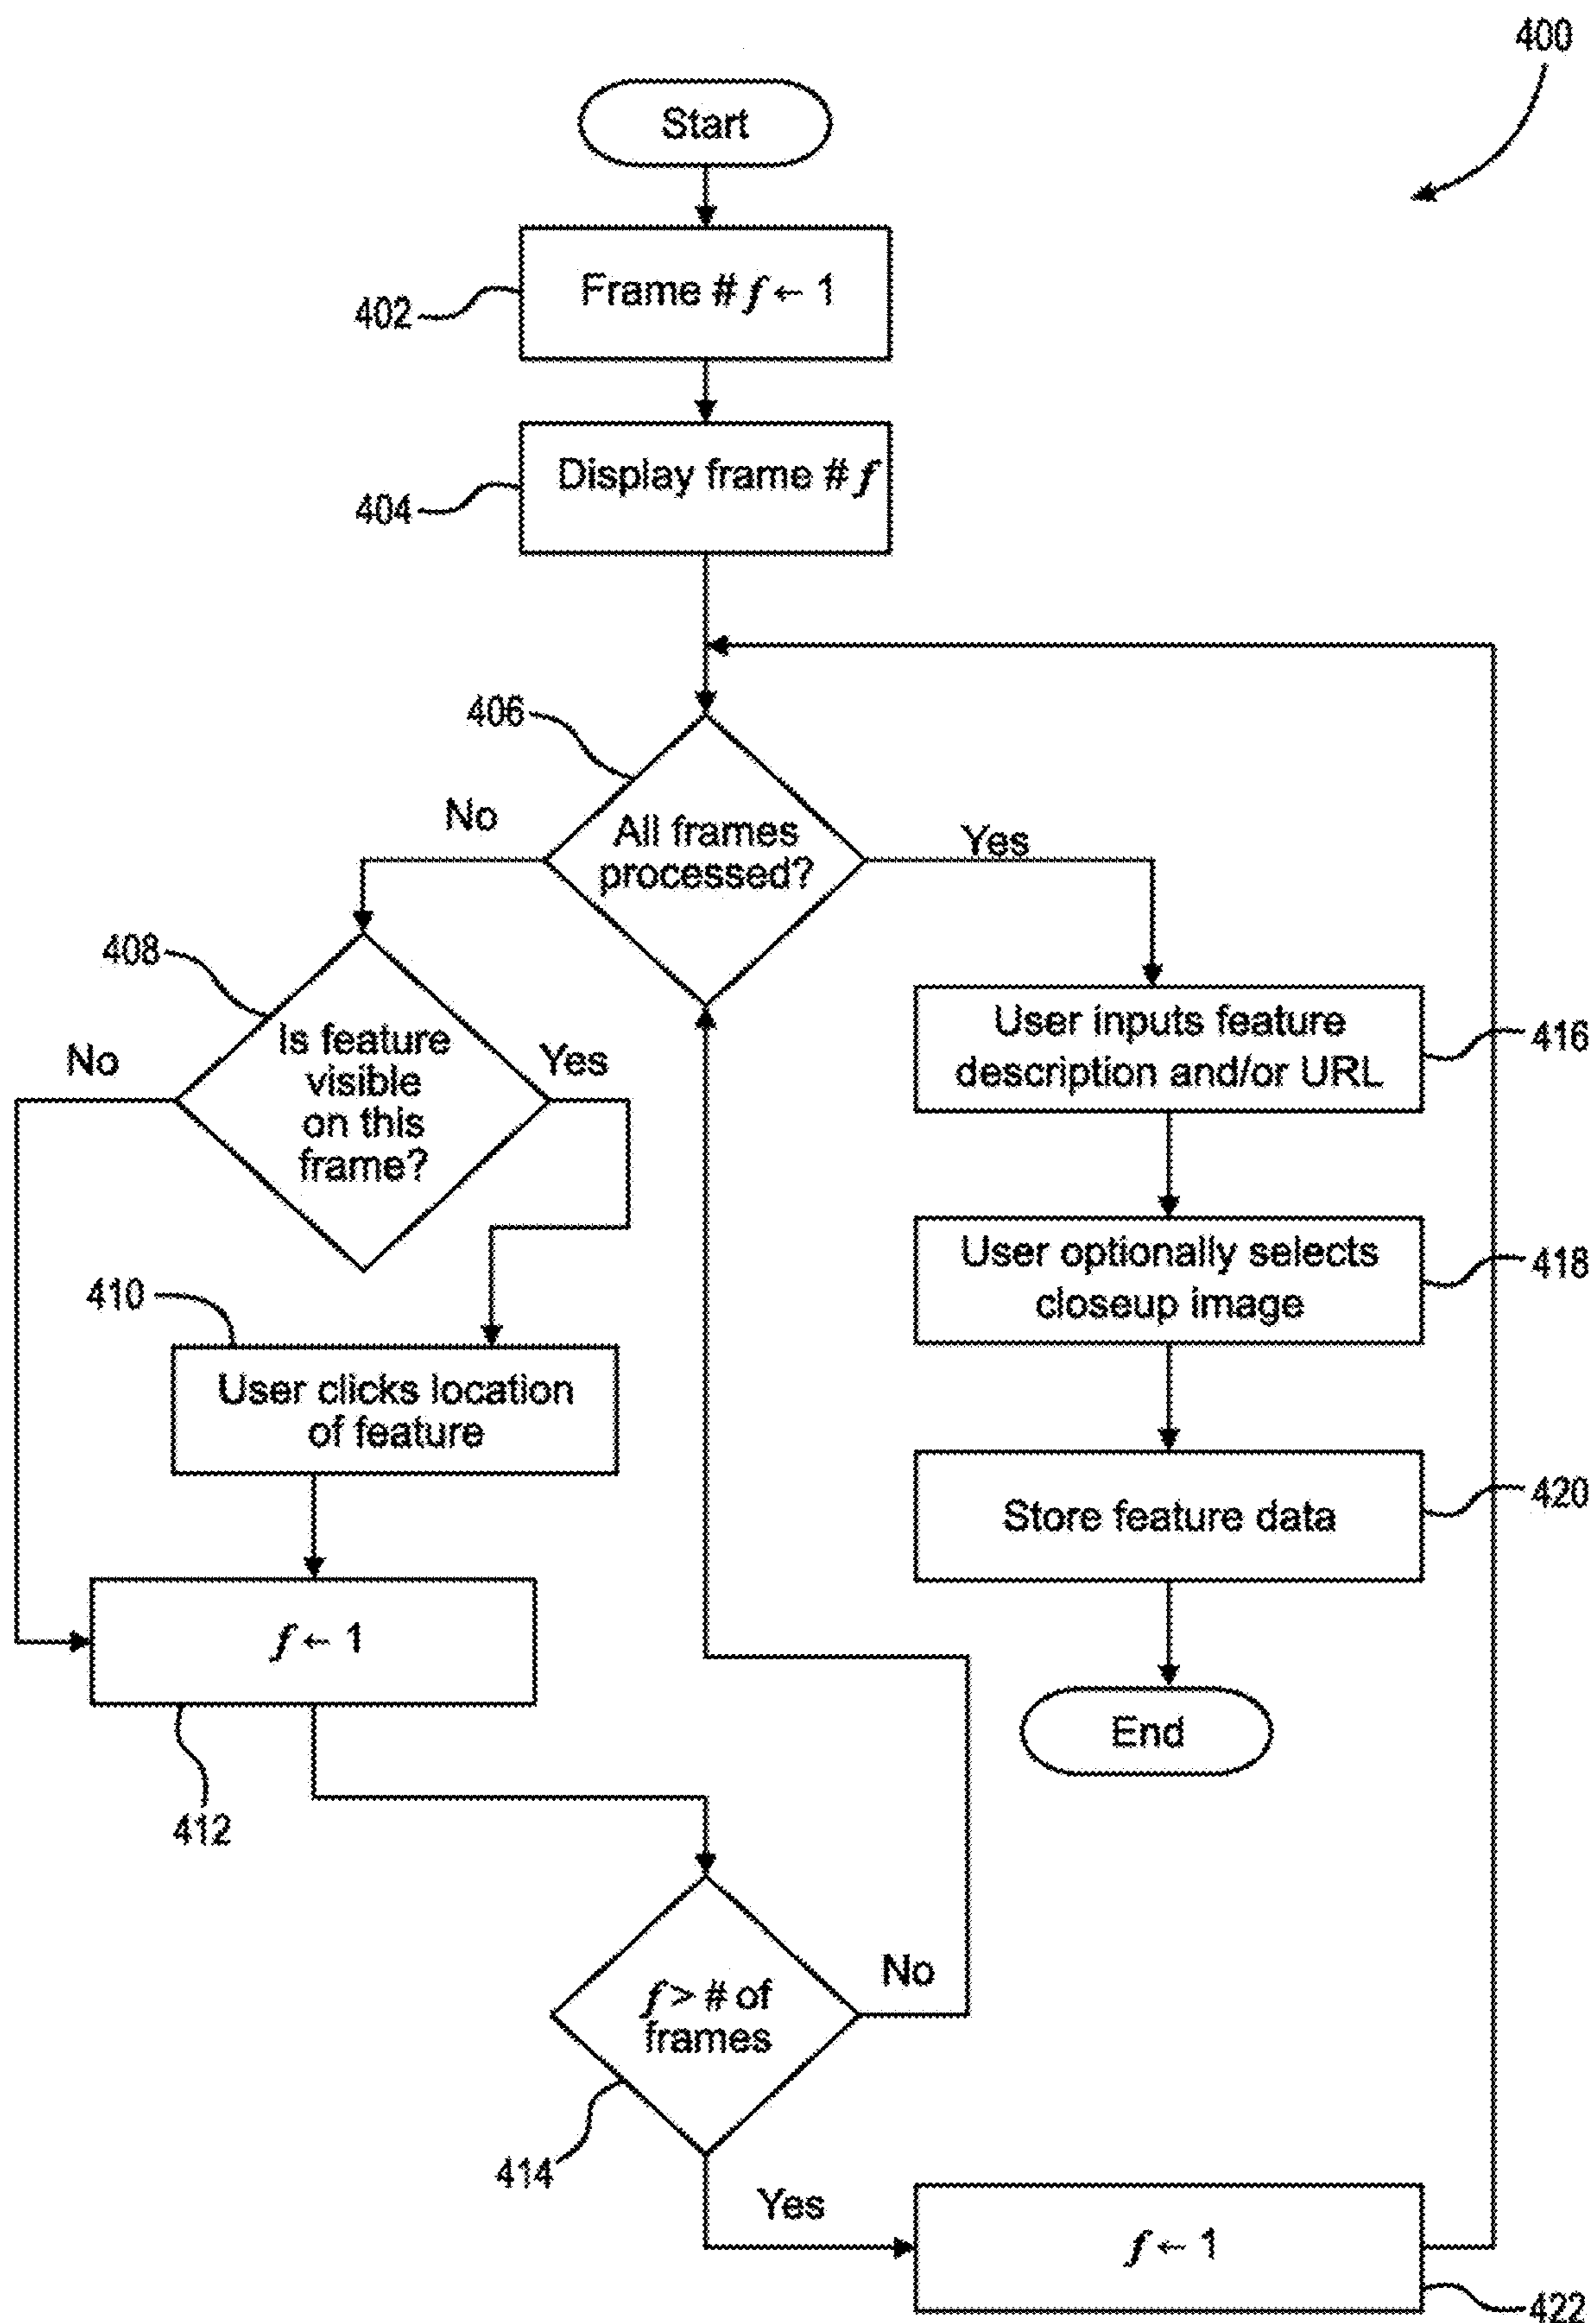 400
Start
402
Frame # f ← 1
404
Display frame # f
406
No
All frames
processed?
Yes
408
No
Is feature
visible
on this
frame?
Yes
User inputs feature
description and/or URL
416
User optionally selects
closeup image
418
410
User clicks location
of feature
Store feature data
420
f ← 1
412
End
f > # of
frames
No
414
Yes
f ← 1
422